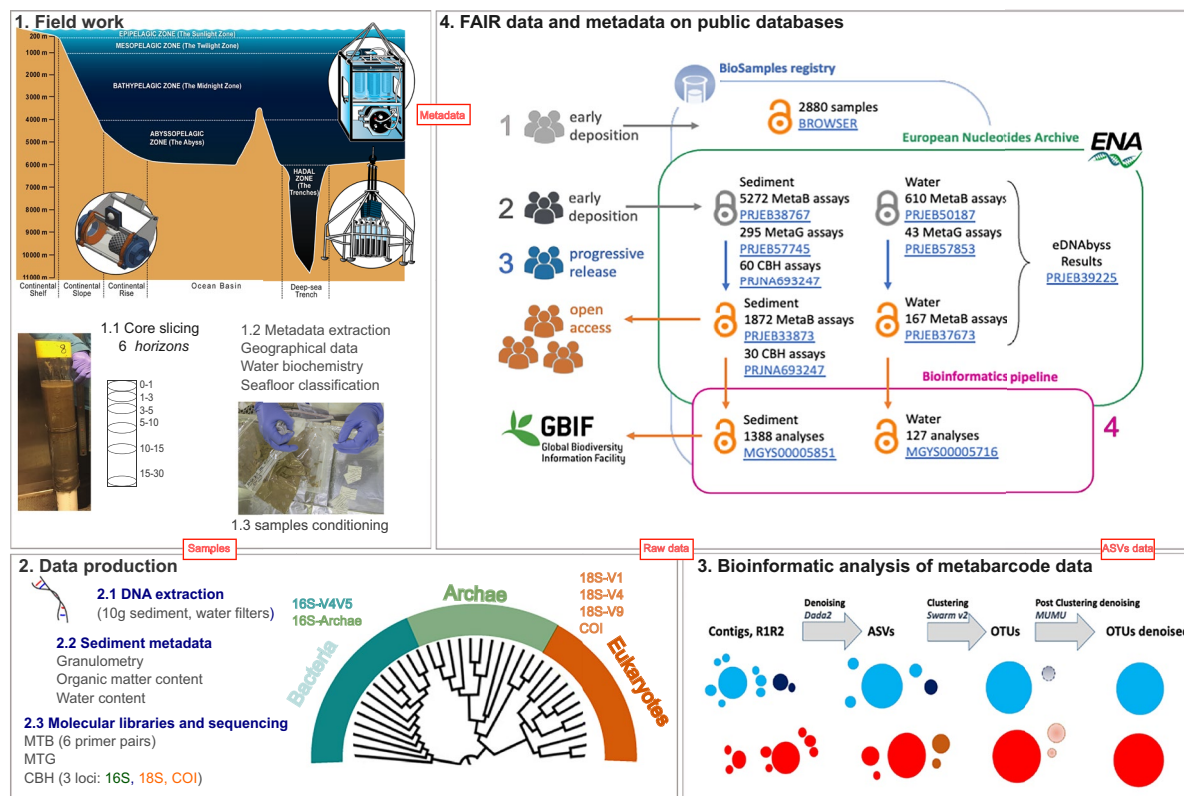 1. Field work
EPIPELAGIC ZONE (The Sunlight Zone)
200 m
MESOPELAGIC ZONE (The Twilight Zone)
1000 m
2000 m
BATHYPELAGIC ZONE (The Midnight Zone)
3000 m
4000 m
ABYSSOPELAGIC
ZONE (The Abyss)
5000 m
6000 m
HADAL
ZONE
(The
Trenches)
7000 m
8000 m
9000 m
10000 m
11000 m
Continental
Shelf
Continental
Slope
Continental
Rise
Ocean Basin
Deep-sea
Trench
8
1.1 Core slicing
6 horizons
0-1
1-3
3-5
5-10
10-15
15-30
1.2 Metadata extraction
Geographical data
Water biochemistry
Seafloor classification
1.3 samples conditioning
Metadata
Samples
4. FAIR data and metadata on public databases
BioSamples registry
1
early
deposition
2880 samples
BROWSER
European Nucleotides Archive
ENA
2
early
deposition
Sediment
5272 MetaB assays
PRJEB38767
295 MetaG assays
PRJEB57745
60 CBH assays
PRJNA693247
Water
610 MetaB assays
PRJEB50187
43 MetaG assays
PRJEB57853
eDNAbyss
Results
PRJEB39225
3
progressive
release
open
access
Sediment
1872 MetaB assays
PRJEB33873
30 CBH assays
PRJNA693247
Water
167 MetaB assays
PRJEB37673
Bioinformatics pipeline
4
GBIF
Global Biodiversity
Information Facility
Sediment
1388 analyses
MGYS00005851
Water
127 analyses
MGYS00005716
Raw data
ASVs data
2. Data production
2.1 DNA extraction
(10g sediment, water filters)
2.2 Sediment metadata
Granulometry
Organic matter content
Water content
2.3 Molecular libraries and sequencing
MTB (6 primer pairs)
MTG
CBH (3 loci: 16S, 18S, COI)
16S-V4V5
16S-Archae
Bacteria
Archae
18S-V1
18S-V4
18S-V9
COI
Eukaryotes
3. Bioinformatic analysis of metabarcode data
Denoising
Dada2
Clustering
Swarm v2
Post Clustering denoising
MUMU
Contigs, R1R2
ASVs
OTUs
OTUs denoised